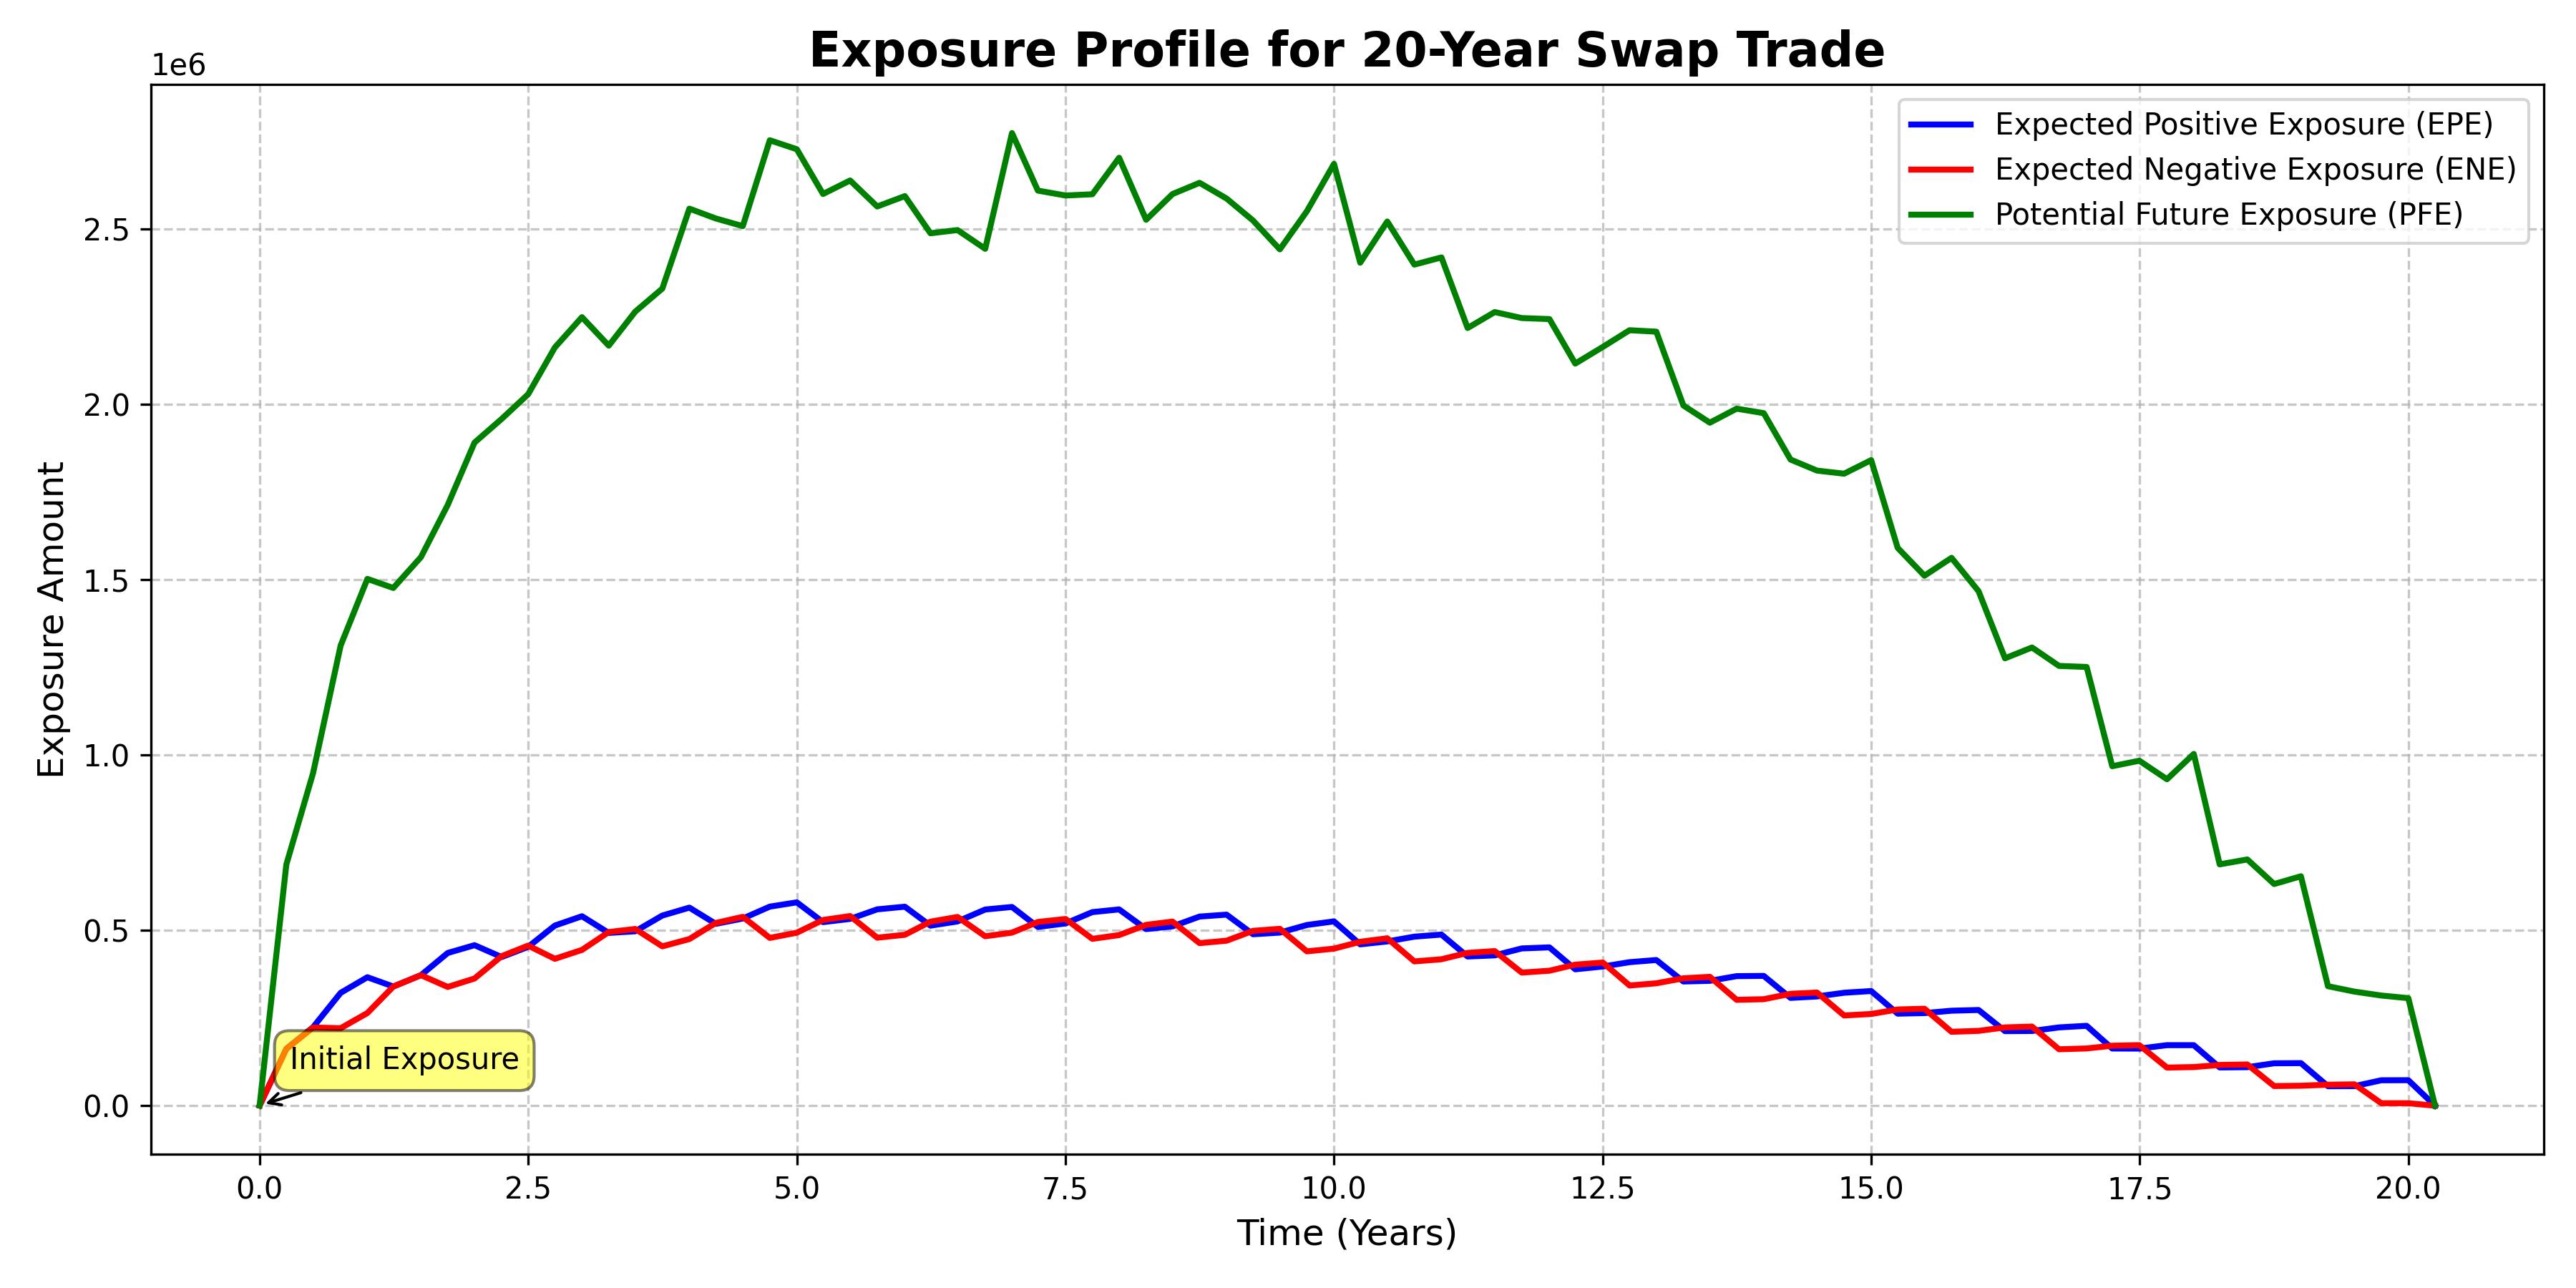 Exposure Profile for 20-Year Swap Trade
1e6
Expected Positive Exposure (EPE)
Expected Negative Exposure (ENE)
Potential Future Exposure (PFE)
Exposure Amount
2.5
2.0
1.5
1.0
0.5
0.0
Initial Exposure
0.0 2.5 5.0 7.5 10.0 12.5 15.0 17.5 20.0
Time (Years)